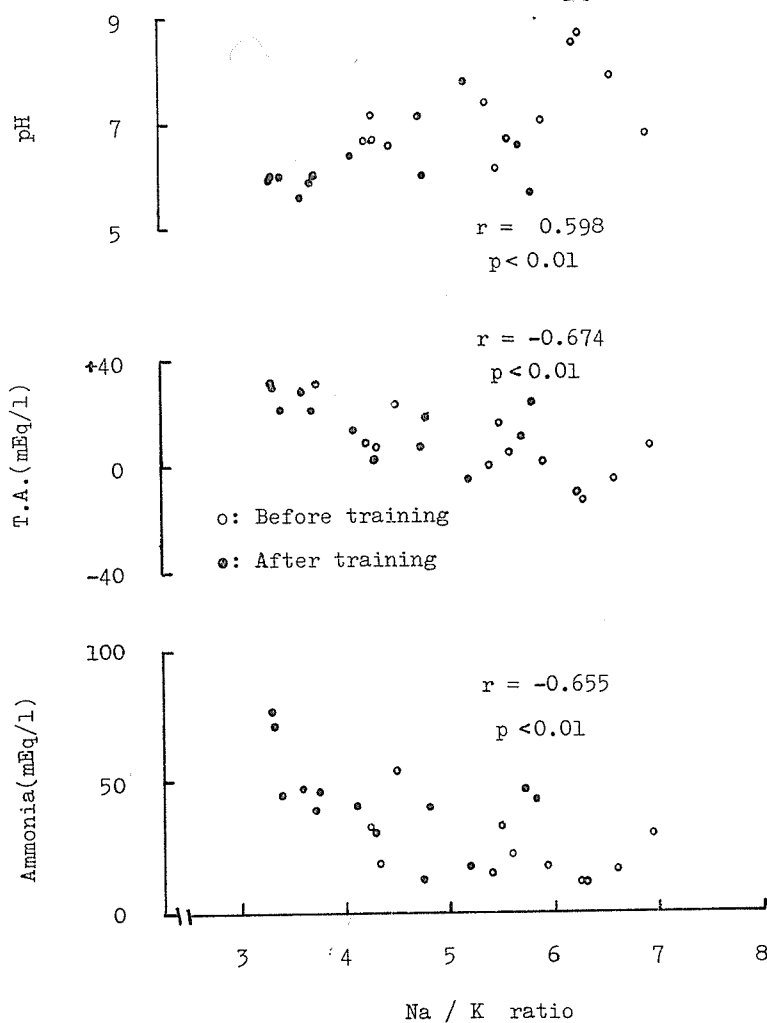 9
pH
7
5
r = 0.598
p< 0.01
r = -0.674
p< 0.01
+40
T.A.(mEq/l)
0
-40
o: Before training
●: After training
100
r = -0.655
p <0.01
Ammonia(mEq/l)
50
0
3 4 5 6 7 8
Na / K ratio